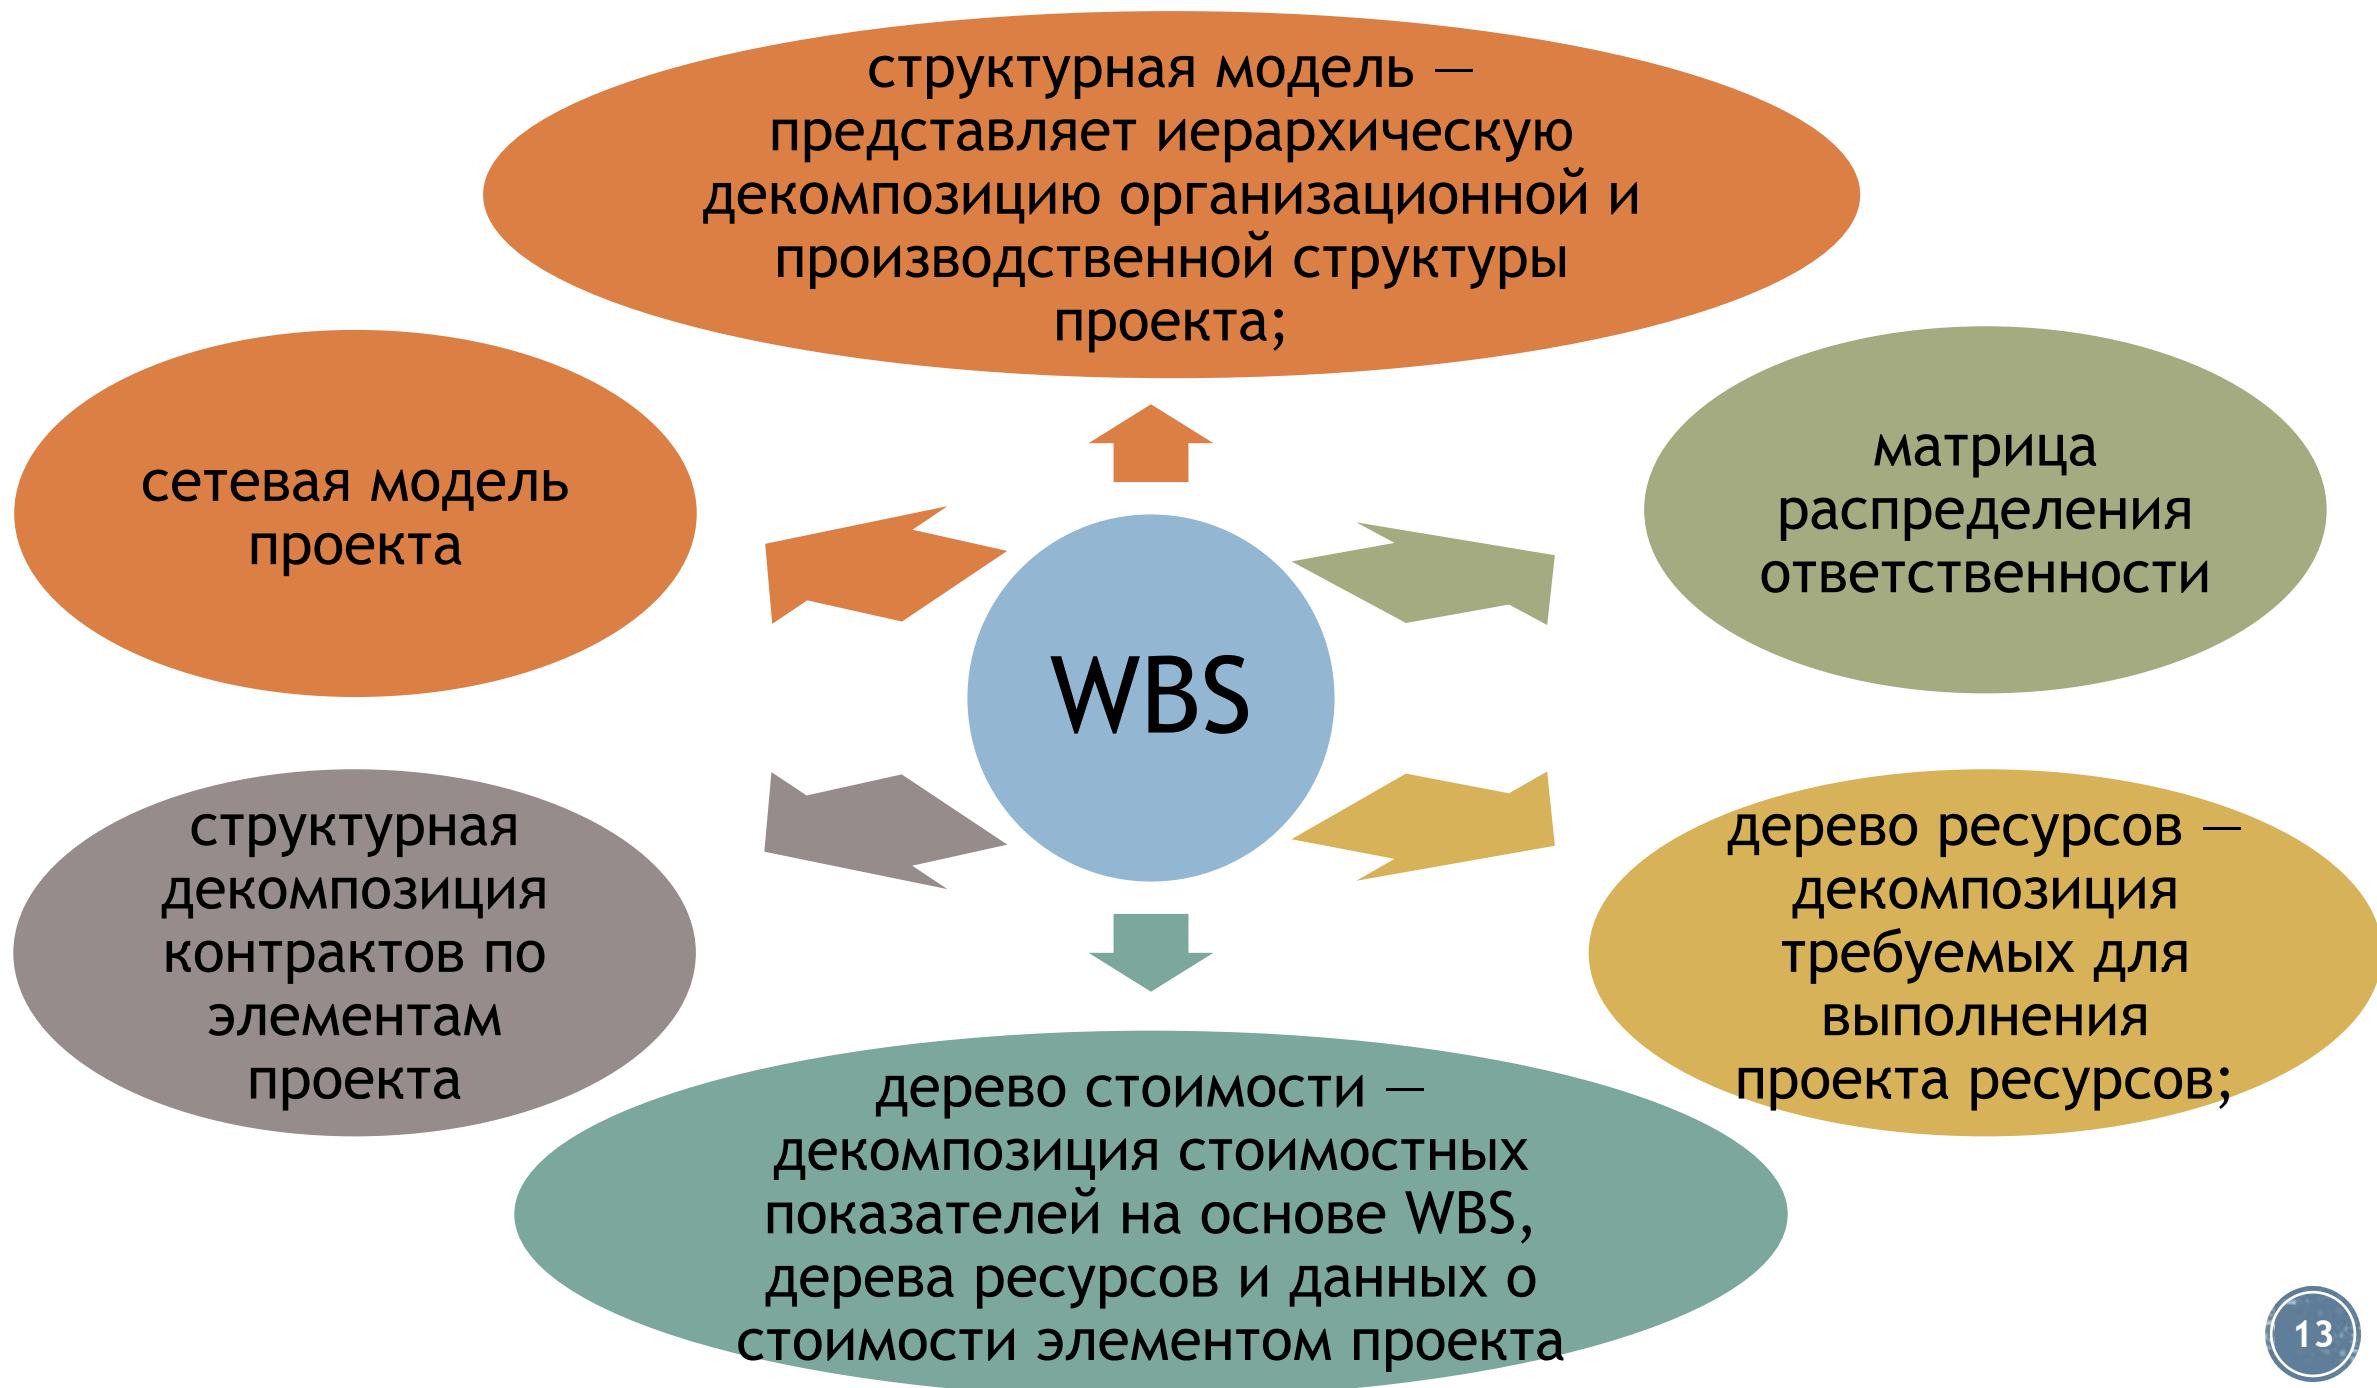 структурная модель —
представляет иерархическую
декомпозицию организационной и
производственной структуры
проекта;
сетевая модель
проекта
матрица
распределения
ответственности
WBS
структурная
декомпозиция
контрактов по
элементам
проекта
дерево ресурсов —
декомпозиция
требуемых для
выполнения
проекта ресурсов;
дерево стоимости —
декомпозиция стоимостных
показателей на основе WBS,
дерева ресурсов и данных о
стоимости элементом проекта
13